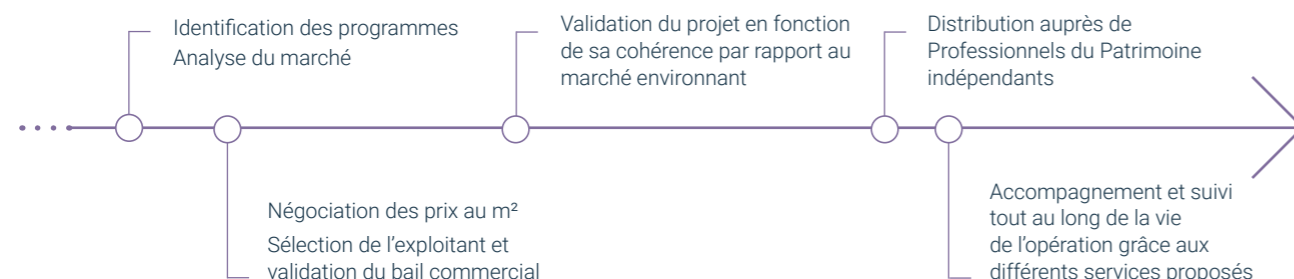 Identification des programmes
Analyse du marché
Négociation des prix au m²
Sélection de l'exploitant et
validation du bail commercial
Validation du projet en fonction
de sa cohérence par rapport au
marché environnant
Distribution auprès de
Professionnels du Patrimoine
indépendants
Accompagnement et suivi
tout au long de la vie
de l'opération grâce aux
différents services proposés